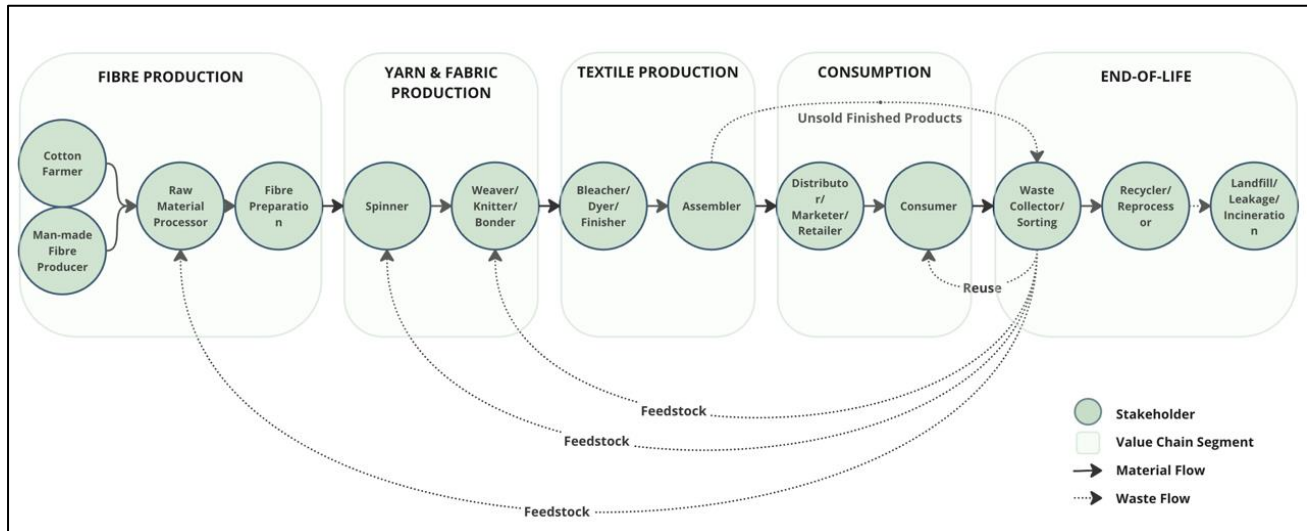 FIBRE PRODUCTION
YARN & FABRIC
PRODUCTION
TEXTILE PRODUCTION
CONSUMPTION
END-OF-LIFE
Unsold Finished Products
Cotton
Farmer
Man-made
Fibre
Producer
Raw
Material
Processor
Fibre
Preparatio
n
Spinner
Weaver/
Knitter/
Bonder
Bleacher/
Dyer/
Finisher
Assembler
Distributo
r/
Marketer/
Retailer
Consumer
Waste
Collector/
Sorting
Recycler/
Reprocess
or
Landfill/
Leakage/
Incineratio
n
Reuse
Feedstock
Feedstock
Feedstock
Stakeholder
Value Chain Segment
Material Flow
Waste Flow